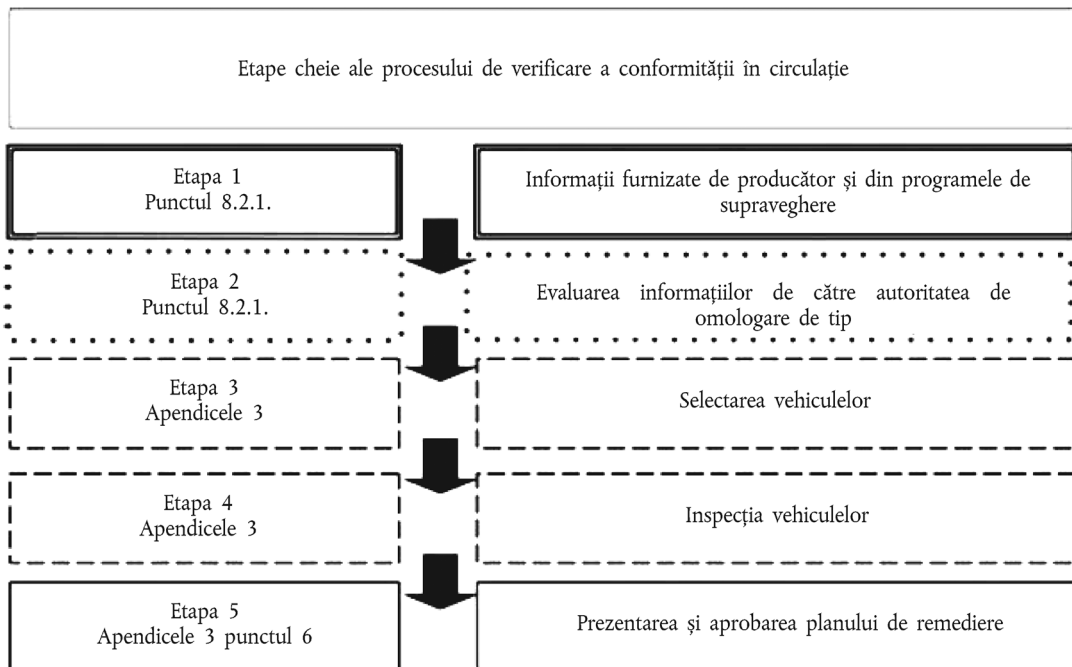 Etape cheie ale procesului de verificare a conformității în circulație
Etapa 1
Punctul 8.2.1.
Informații furnizate de producător și din programele de
supraveghere
Etapa 2
Punctul 8.2.1.
Evaluarea informațiilor de către autoritatea de
omologare de tip
Etapa 3
Apendicele 3
Selectarea vehiculelor
Etapa 4
Apendicele 3
Inspecția vehiculelor
Etapa 5
Apendicele 3 punctul 6
Prezentarea și aprobarea planului de remediere